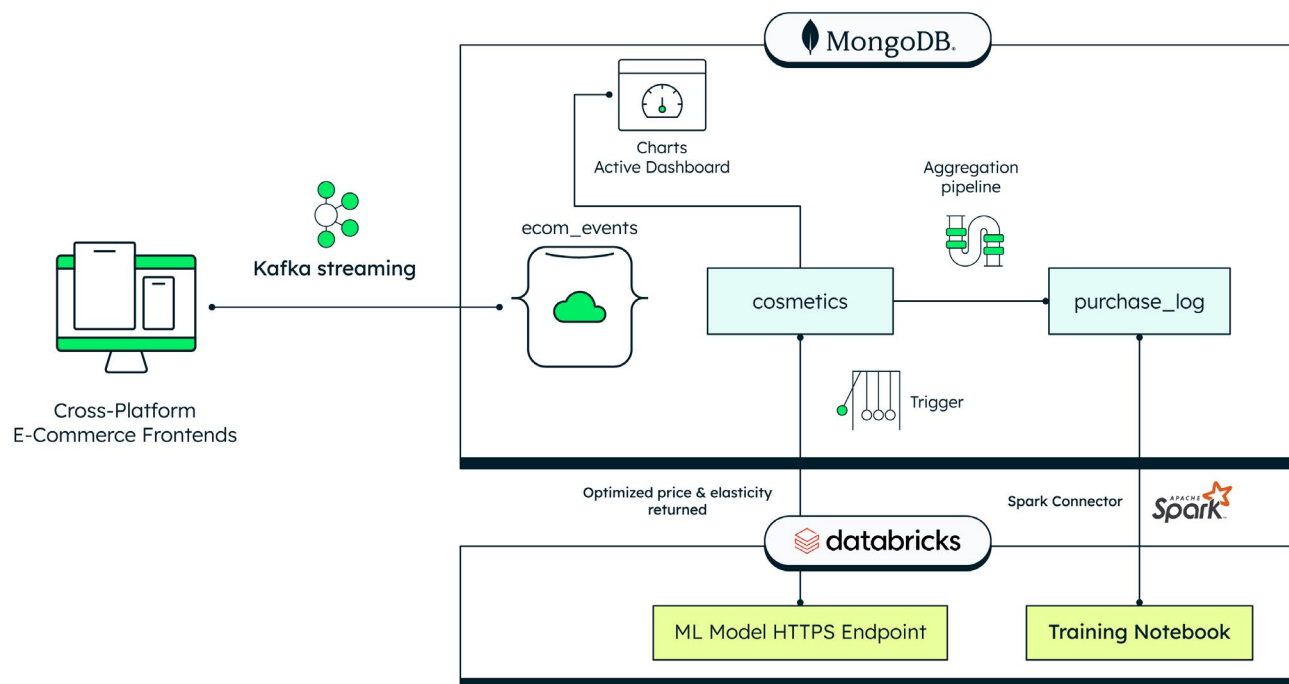 MongoDB.
Charts
Active Dashboard
Aggregation
pipeline
ecom_events
Kafka streaming
cosmetics
purchase_log
Cross-Platform
E-Commerce Frontends
Trigger
Optimized price & elasticity
returned
Spark Connector
APACHE
Spark
databricks
ML Model HTTPS Endpoint
Training Notebook